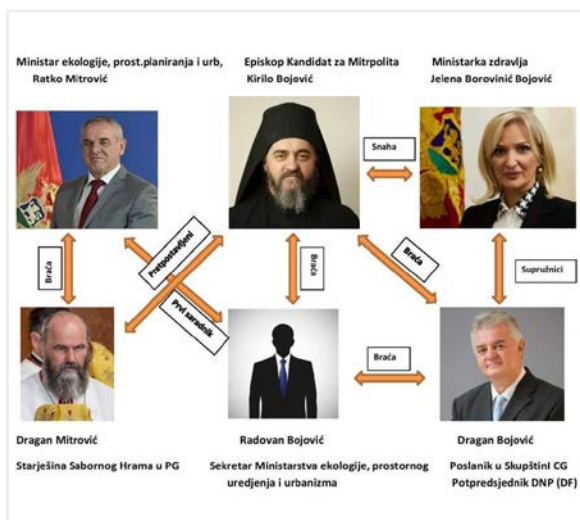 Ministar ekologije, prost.planiranja i urb,
Ratko Mitrović
Episkop Kandidat za Mitrpolita
Kirilo Bojović
Ministarka zdravlja
Jelena Borovinić Bojović
Snaha
Braća
Pretpostavljeni
Prvi saradnik
Braća
Braća
Supružnici
Braća
Dragan Mitrović
Starješina Sabornog Hrama u PG
Radovan Bojović
Sekretar Ministarstva ekologije, prostornog
uredjenja i urbanizma
Dragan Bojović
Poslanik u SkupštinI CG
Potpredsjednik DNP (DF)